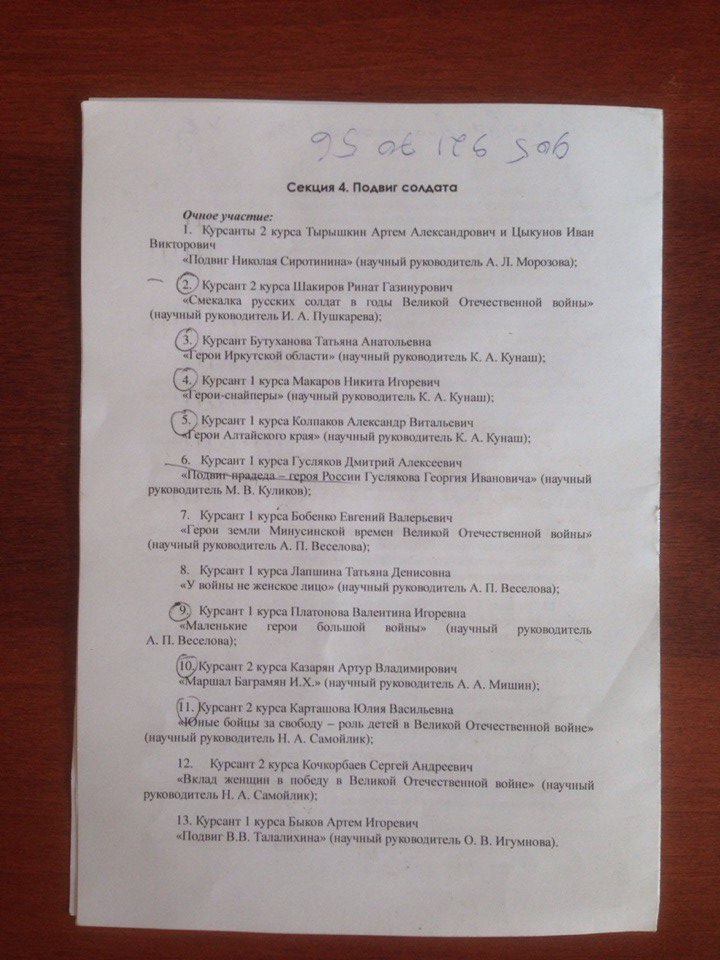 Секция 4. Подвиг солдата
Очное участие:
1. Курсанты 2 курса Тырышкин Артем Александрович и Цыкунов Иван
Викторович
«Подвиг Николая Сиротинина» (научный руководитель А. Л. Морозова);
2. Курсант 2 курса Шакиров Ринат Газинурович
«Смекалка русских солдат в годы Великой Отечественной войны»
(научный руководитель И. А. Пушкарева);
3. Курсант Бутуханова Татьяна Анатольевна
«Герои Иркутской области» (научный руководитель К. А. Кунаш);
4. Курсант 1 курса Макаров Никита Игоревич
«Герои-снайперы» (научный руководитель К. А. Кунаш);
5. Курсант 1 курса Колпаков Александр Витальевич
«Герои Алтайского края» (научный руководитель К. А. Кунаш);
6. Курсант 1 курса Гусляков Дмитрий Алексеевич
«Подвиг прадеда – героя России Гуслякова Георгия Ивановича» (научный
руководитель М. В. Куликов);
7. Курсант 1 курса Бобенко Евгений Валерьевич
«Герои земли Минусинской времен Великой Отечественной войны»
(научный руководитель А. П. Веселова);
8. Курсант 1 курса Лапшина Татьяна Денисовна
«У войны не женское лицо» (научный руководитель А. П. Веселова);
9. Курсант 1 курса Платонова Валентина Игоревна
«Маленькие герои большой войны» (научный руководитель
А. П. Веселова);
10. Курсант 2 курса Казарян Артур Владимирович
«Маршал Баграмян И.Х.» (научный руководитель А. А. Мишин);
11. Курсант 2 курса Карташова Юлия Васильевна
«Юные бойцы за свободу – роль детей в Великой Отечественной войне»
(научный руководитель Н. А. Самойлик);
12. Курсант 2 курса Кочкорбаев Сергей Андреевич
«Вклад женщин в победу в Великой Отечественной войне» (научный
руководитель Н. А. Самойлик);
13. Курсант 1 курса Быков Артем Игоревич
«Подвиг В.В. Талалихина» (научный руководитель О. В. Игумнова).